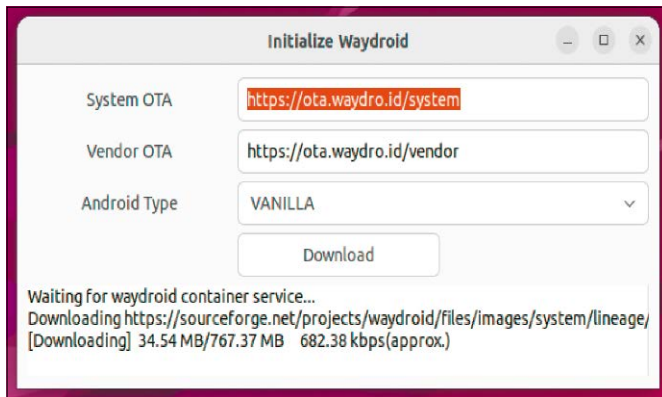 Initialize Waydroid
System OTA https://ota.waydro.id/system
Vendor OTA https://ota.waydro.id/vendor
Android Type VANILLA
Download
Waiting for waydroid container service...
Downloading https://sourceforge.net/projects/waydroid/files/images/system/lineage/
[Downloading] 34.54 MB/767.37 MB 682.38 kbps(approx.)